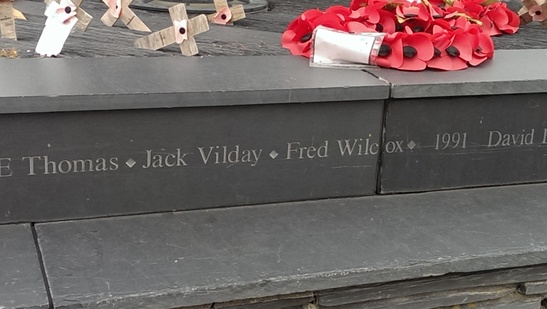 E Thomas ◆ Jack Vilday ◆ Fred Wilcox ◆ 1991 David